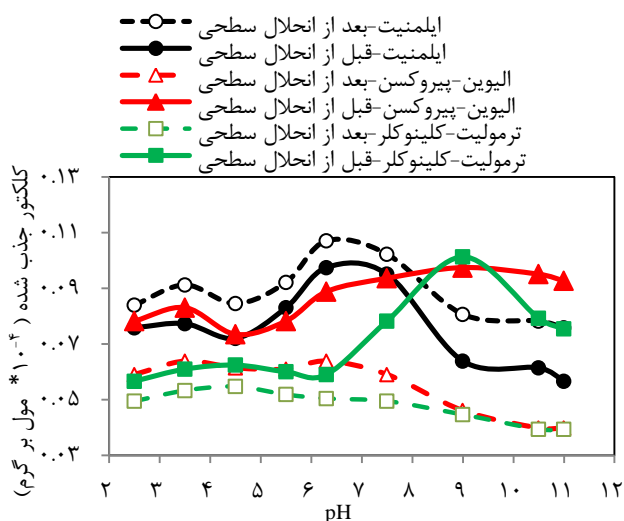 ایلمنیت-بعد از انحلال سطحی
ایلمنیت-قبل از انحلال سطحی
الیوین-پیروکسن-بعد از انحلال سطحی
الیوین-پیروکسن-قبل از انحلال سطحی
ترمولیت-کلینوکلر-بعد از انحلال سطحی
ترمولیت-کلینوکلر-قبل از انحلال سطحی
کلکتور جذب شده (۱۰⁻⁴* مول بر گرم)
۰.۱۳
۰.۱۱
۰.۰۹
۰.۰۷
۰.۰۵
۰.۰۳
۲ ۳ ۴ ۵ ۶ ۷ ۸ ۹ ۱۰ ۱۱ ۱۲
pH